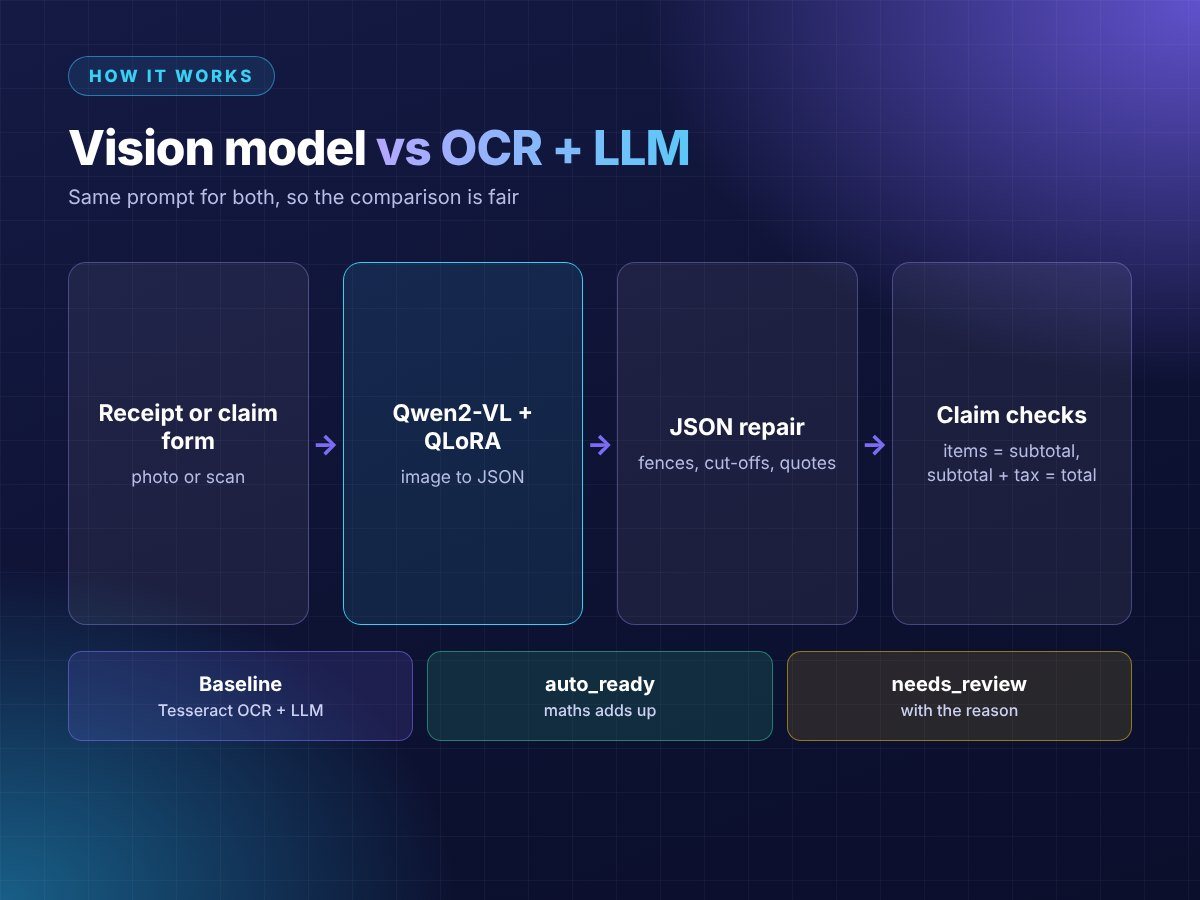 HOW IT WORKS
Vision model vs OCR + LLM
Same prompt for both, so the comparison is fair
Receipt or claim
form
photo or scan
→
Qwen2-VL +
QLoRA
image to JSON
→
JSON repair
fences, cut-offs, quotes
→
Claim checks
items = subtotal,
subtotal + tax = total
Baseline
Tesseract OCR + LLM
auto_ready
maths adds up
needs_review
with the reason